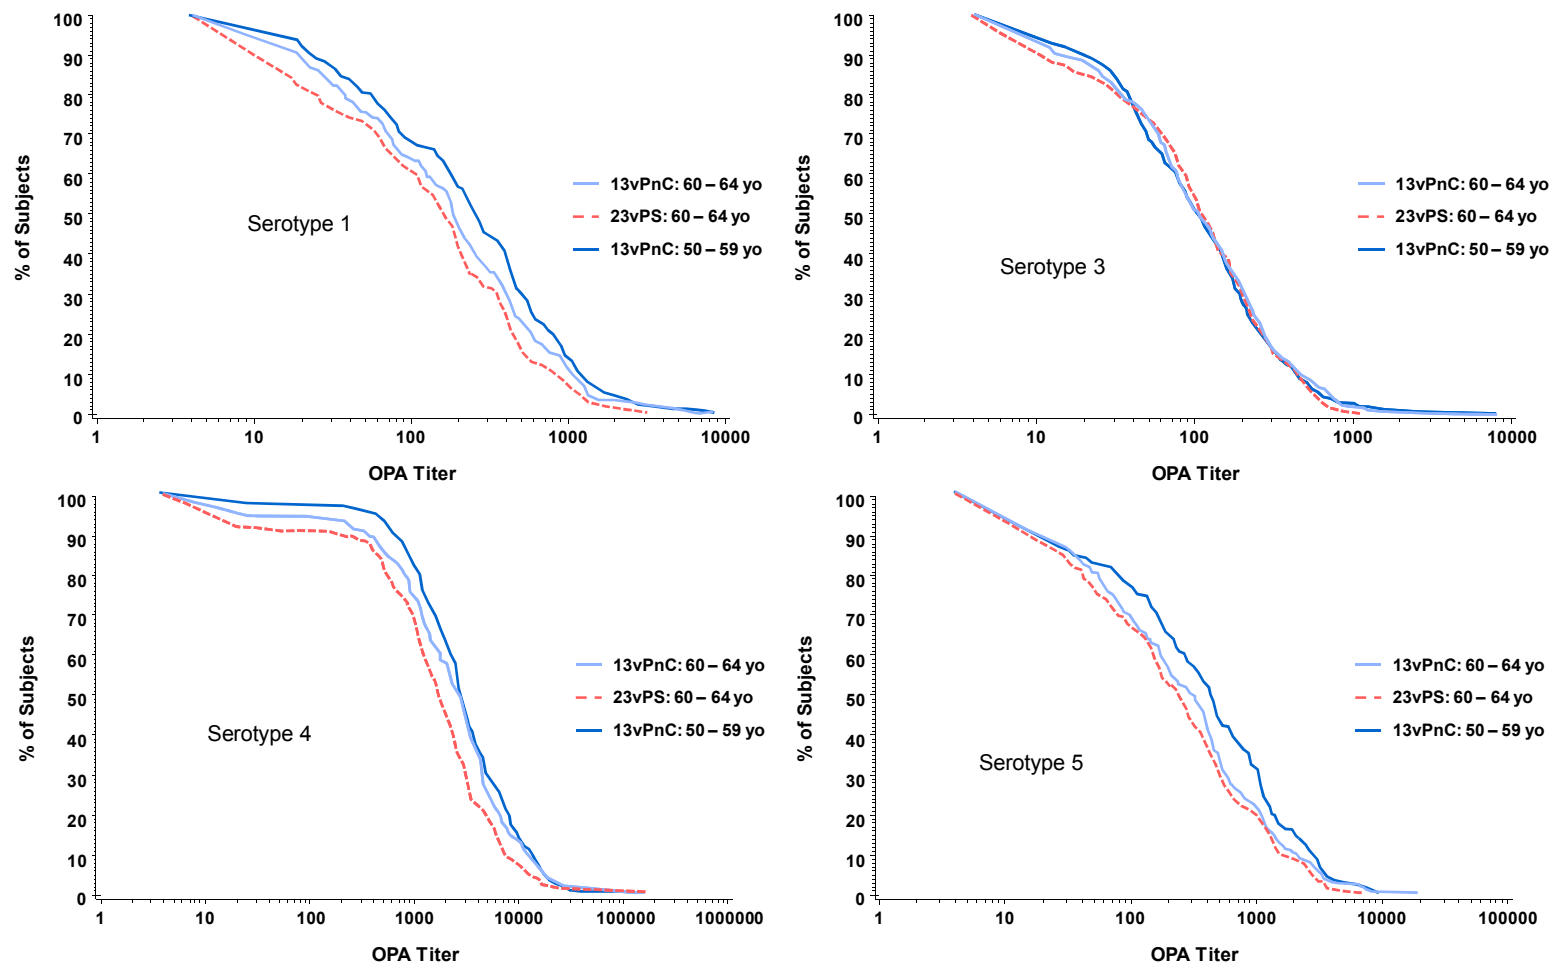 100
90
80
70
60
50
40
30
20
10
0
% of Subjects
Serotype 1
13vPnC: 60 – 64 yo
23vPS: 60 – 64 yo
13vPnC: 50 – 59 yo
1 10 100 1000 10000
OPA Titer
100
90
80
70
60
50
40
30
20
10
0
% of Subjects
Serotype 3
13vPnC: 60 – 64 yo
23vPS: 60 – 64 yo
13vPnC: 50 – 59 yo
1 10 100 1000 10000
OPA Titer
100
90
80
70
60
50
40
30
20
10
0
% of Subjects
Serotype 4
13vPnC: 60 – 64 yo
23vPS: 60 – 64 yo
13vPnC: 50 – 59 yo
1 10 100 1000 10000 100000 1000000
OPA Titer
100
90
80
70
60
50
40
30
20
10
0
% of Subjects
Serotype 5
13vPnC: 60 – 64 yo
23vPS: 60 – 64 yo
13vPnC: 50 – 59 yo
1 10 100 1000 10000 100000
OPA Titer